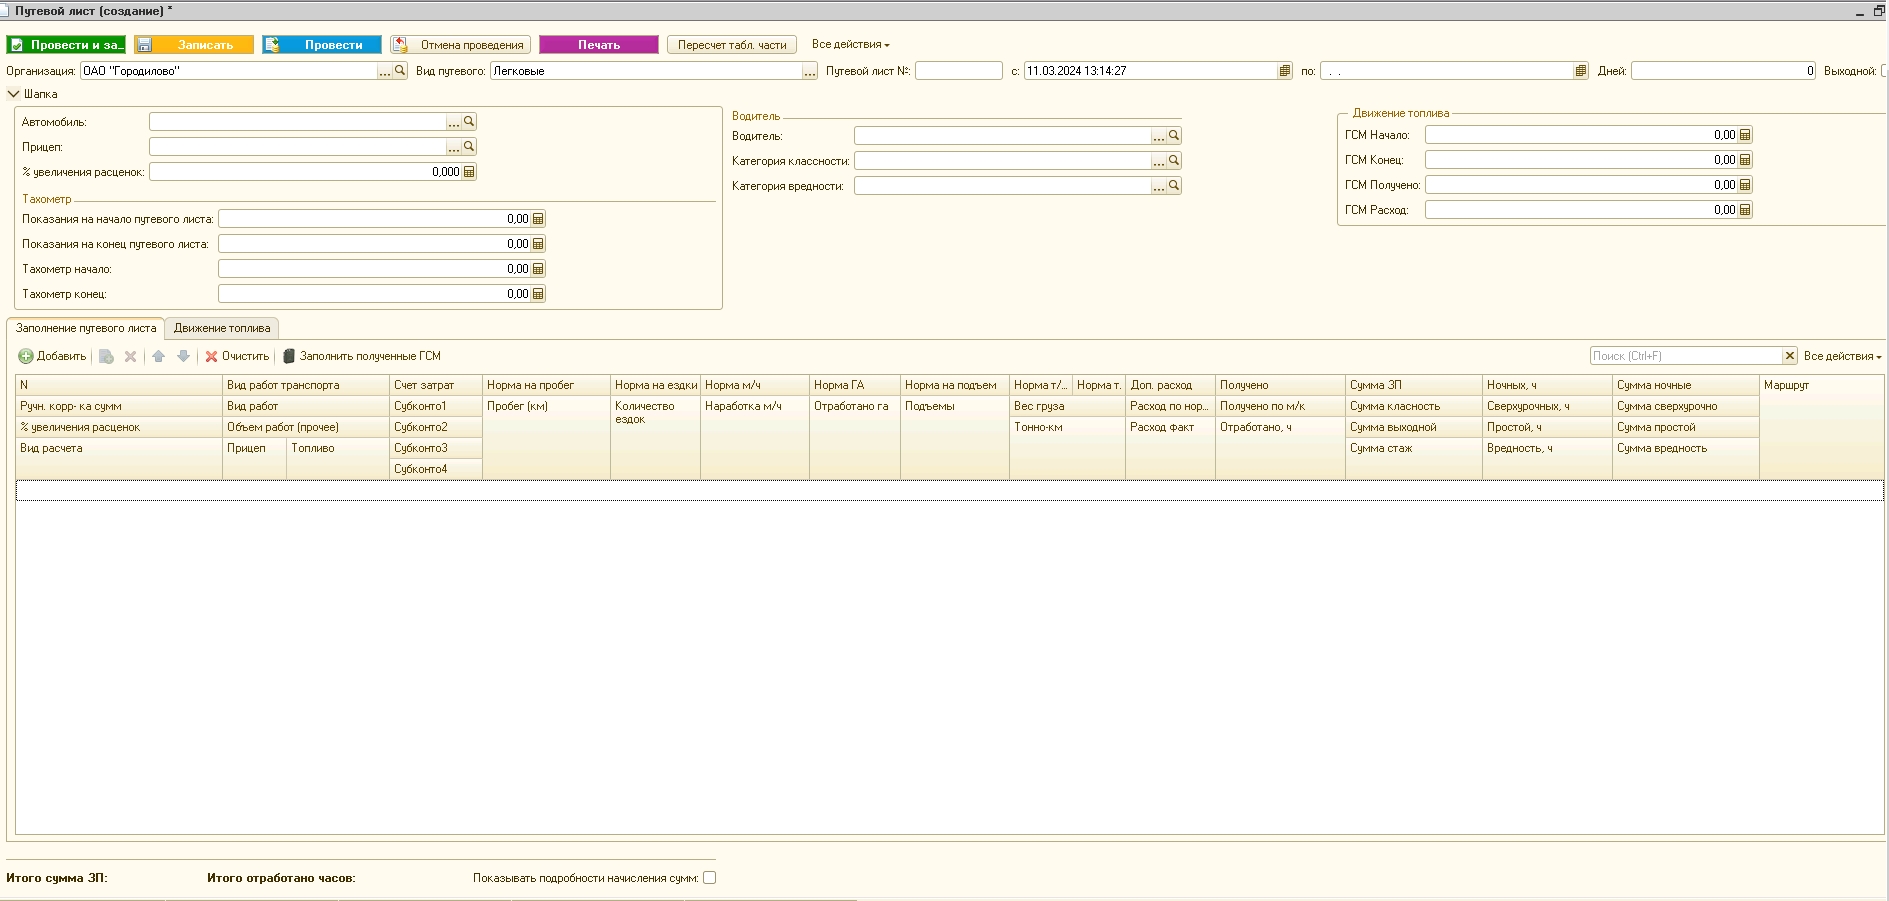 Путевой лист (создание) *
Провести и за... Записать Провести Отмена проведения Печать Пересчет табл. части Все действия
Организация: ОАО "Городилово" ... Вид путевого: Легковые ... Путевой лист №: с: 11.03.2024 13:14:27 по: . . Дней: 0 Выходной:
Шапка
Автомобиль: ...
Прицеп: ...
% увеличения расценок: 0,000
Тахометр
Показания на начало путевого листа: 0,00
Показания на конец путевого листа: 0,00
Тахометр начало: 0,00
Тахометр конец: 0,00
Водитель
Водитель: ...
Категория классности: ...
Категория вредности: ...
Движение топлива
ГСМ Начало: 0,00
ГСМ Конец: 0,00
ГСМ Получено: 0,00
ГСМ Расход: 0,00
Заполнение путевого листа Движение топлива
Добавить Очистить Заполнить полученные ГСМ Поиск (Ctrl+F) Все действия
N Вид работ транспорта Счет затрат Норма на пробег Норма на ездки Норма м/ч Норма ГА Норма на подъем Норма т/... Норма т. Доп. расход Получено Сумма ЗП Ночных, ч Сумма ночные Маршрут
Ручн. корр- ка сумм Вид работ Субконто1 Пробег (км) Количество ездок Наработка м/ч Отработано га Подъемы Вес груза Расход по нор... Получено по м/к Сумма класность Сверхурочных, ч Сумма сверхурочно
% увеличения расценок Объем работ (прочее) Субконто2 Тонно-км Расход факт Отработано, ч Сумма выходной Простой, ч Сумма простой
Вид расчета Прицеп Топливо Субконто3 Сумма стаж Вредность, ч Сумма вредность
Субконто4
Итого сумма ЗП: Итого отработано часов: Показывать подробности начисления сумм: